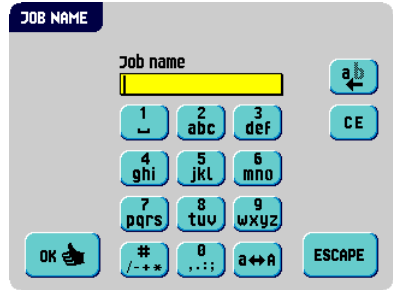 JOB NAME
Job name
ab
1 2 3
␣ abc def
CE
4 5 6
ghi jkl mno
7 8 9
pqrs tuv wxyz
OK
# 0
/-+* ,.:; a↔A
ESCAPE